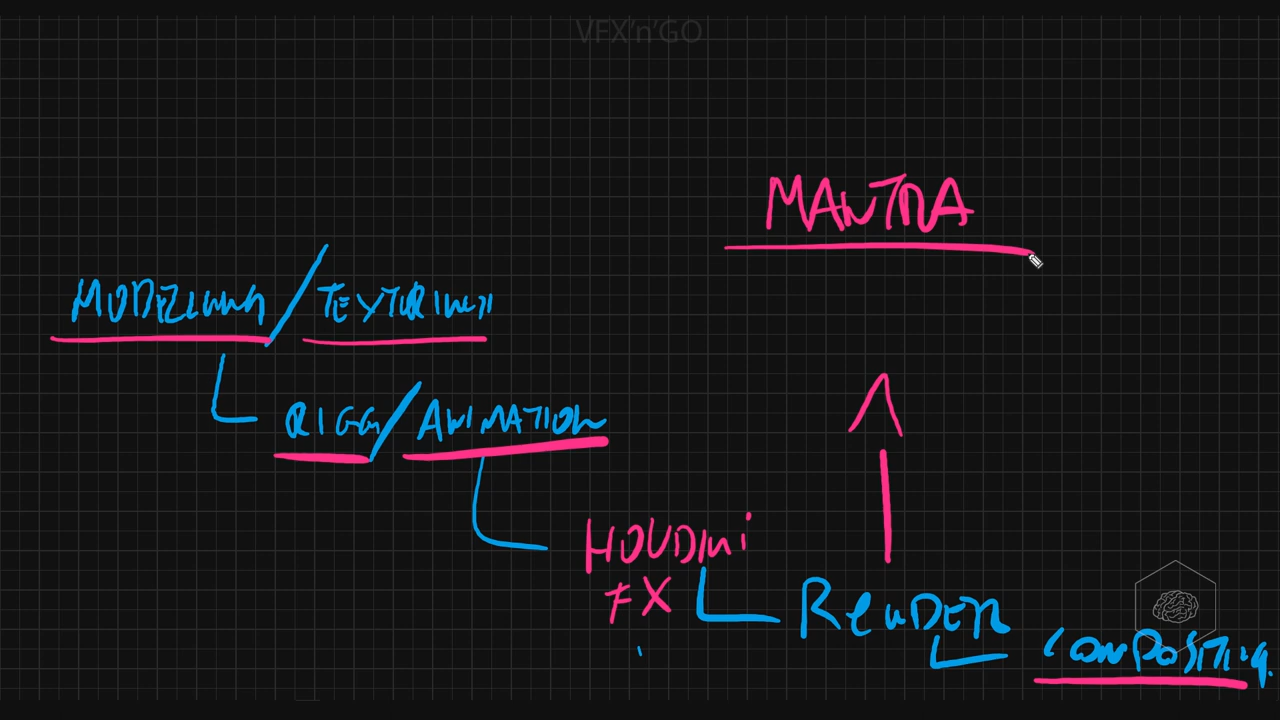 VFX'n'GO
MANTRA
MODELING / TEXTURING
RIGG / ANIMATION
HOUDINI
FX
RENDER
COMPOSITING.